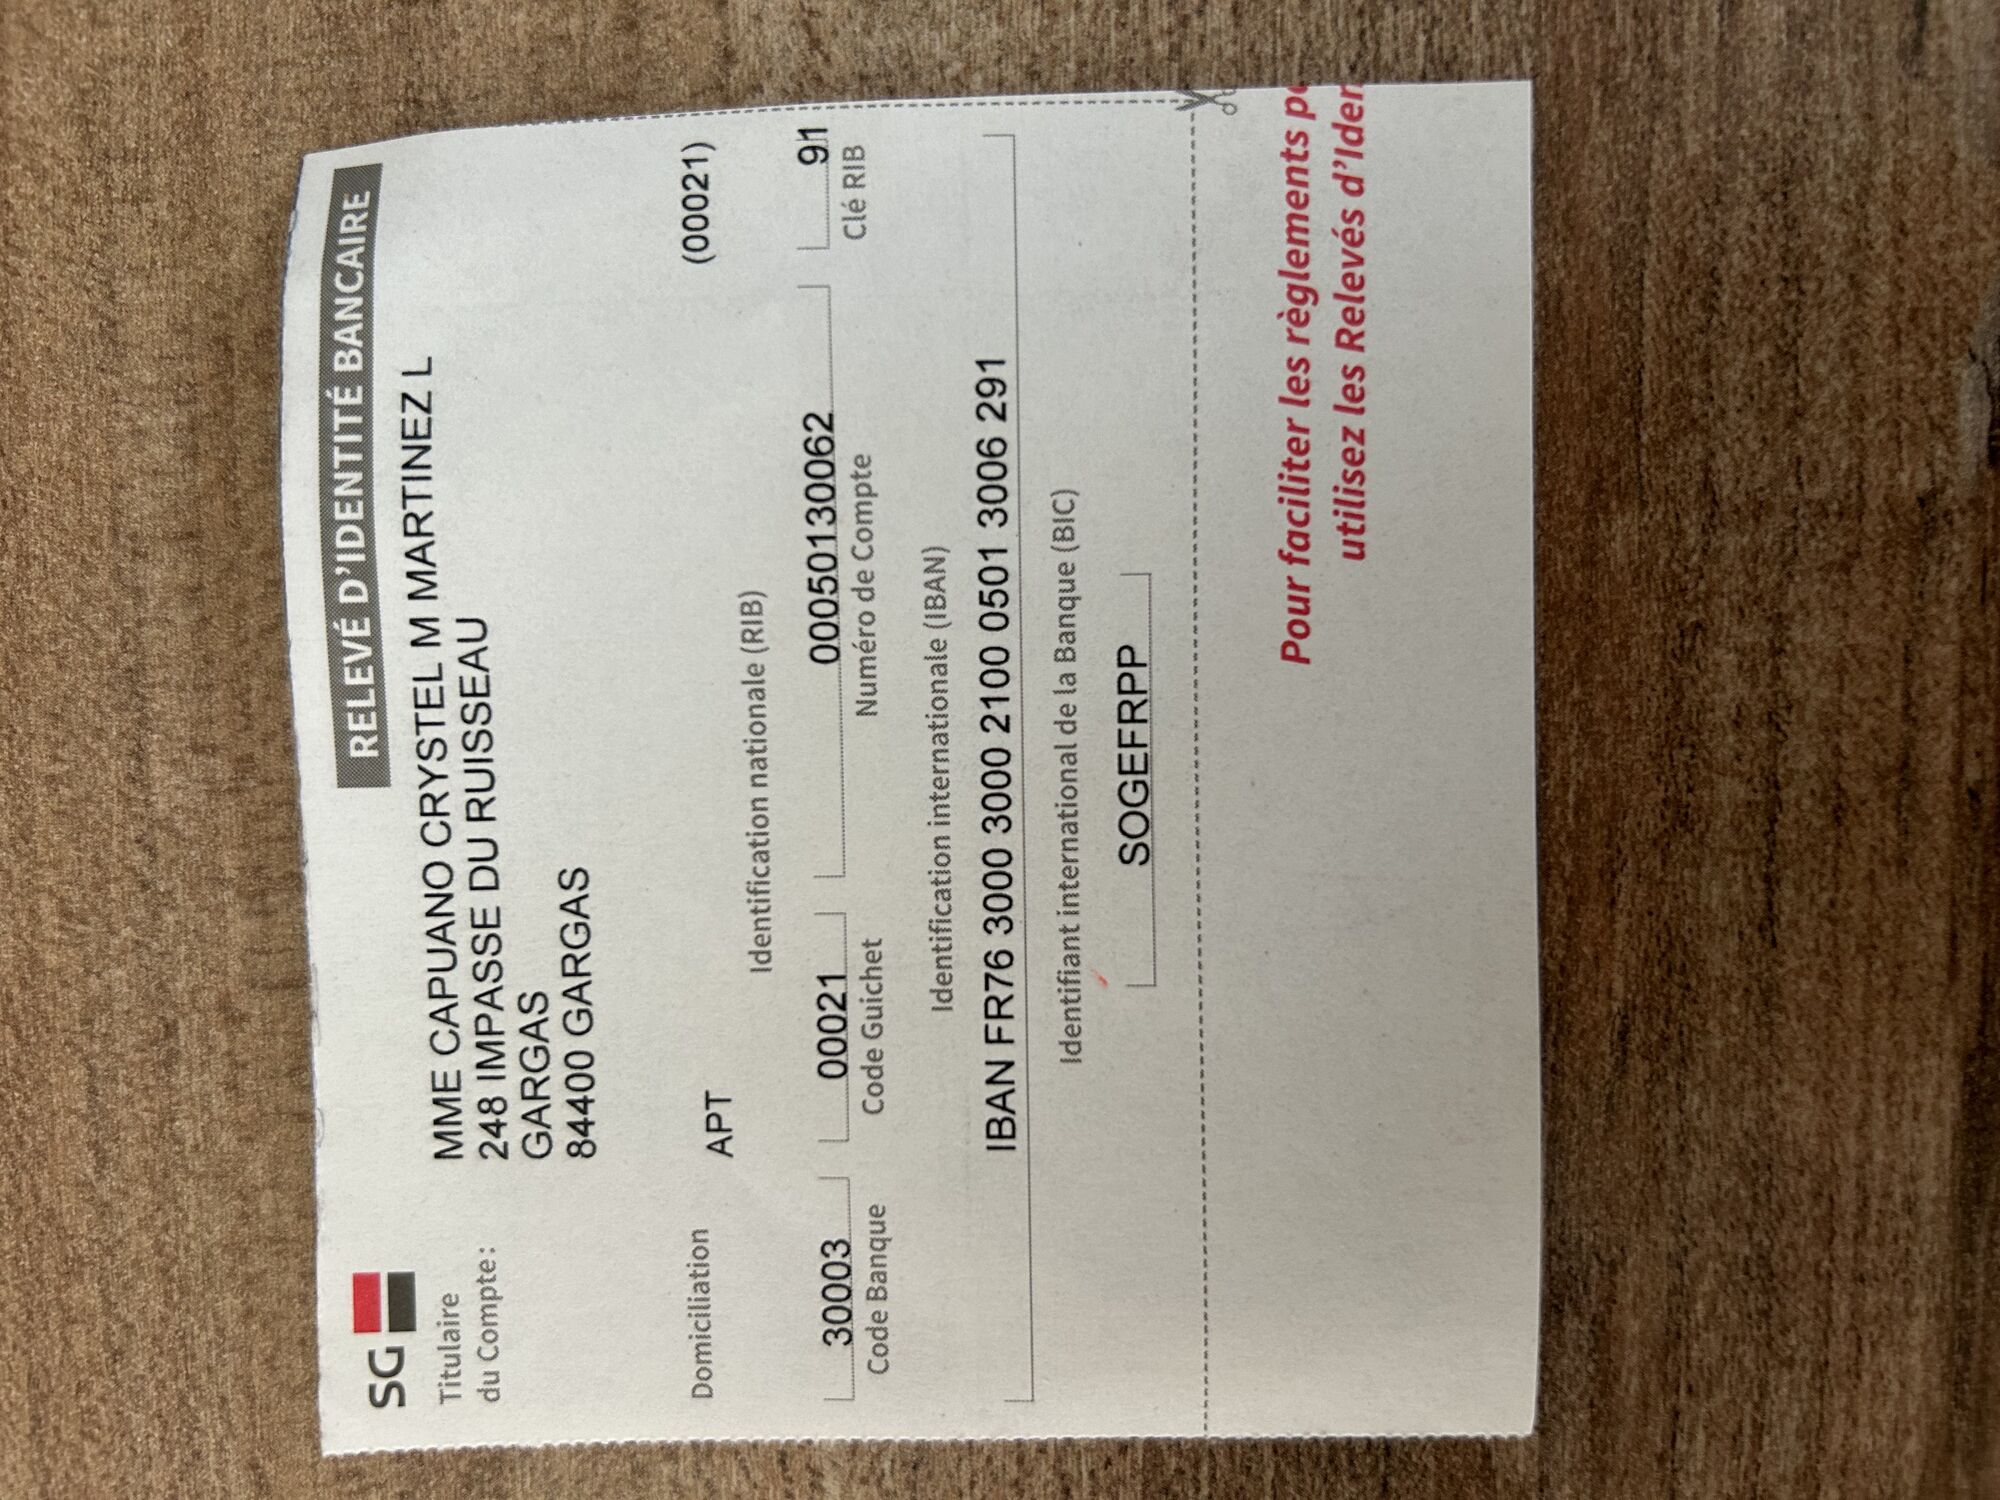 SG
RELEVÉ D'IDENTITÉ BANCAIRE
Titulaire
du Compte:
MME CAPUANO CRYSTEL M MARTINEZ L
248 IMPASSE DU RUISSEAU
GARGAS
84400 GARGAS
Domiciliation
APT
(00021)
Identification nationale (RIB)
30003 00021 00050130062 91
Code Banque Code Guichet Numéro de Compte Clé RIB
Identification internationale (IBAN)
IBAN FR76 3000 3000 2100 0501 3006 291
Identifiant international de la Banque (BIC)
SOGEFRPP
Pour faciliter les règlements
utilisez les Relevés